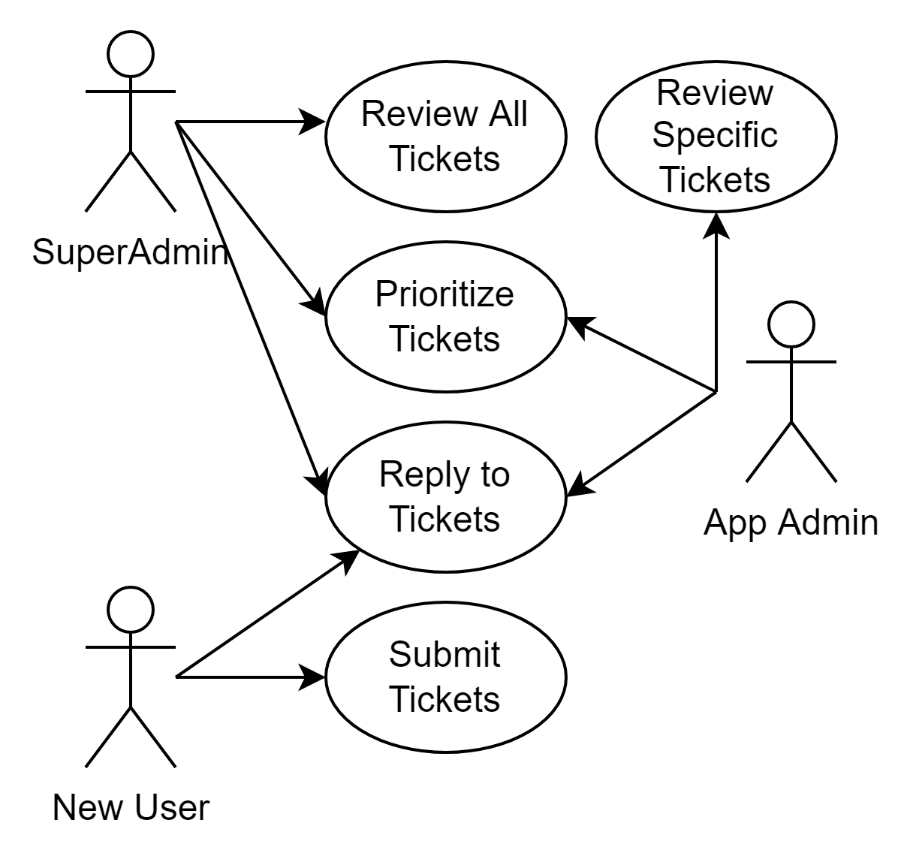 Review All
Tickets
Review
Specific
Tickets
SuperAdmin
Prioritize
Tickets
Reply to
Tickets
App Admin
Submit
Tickets
New User